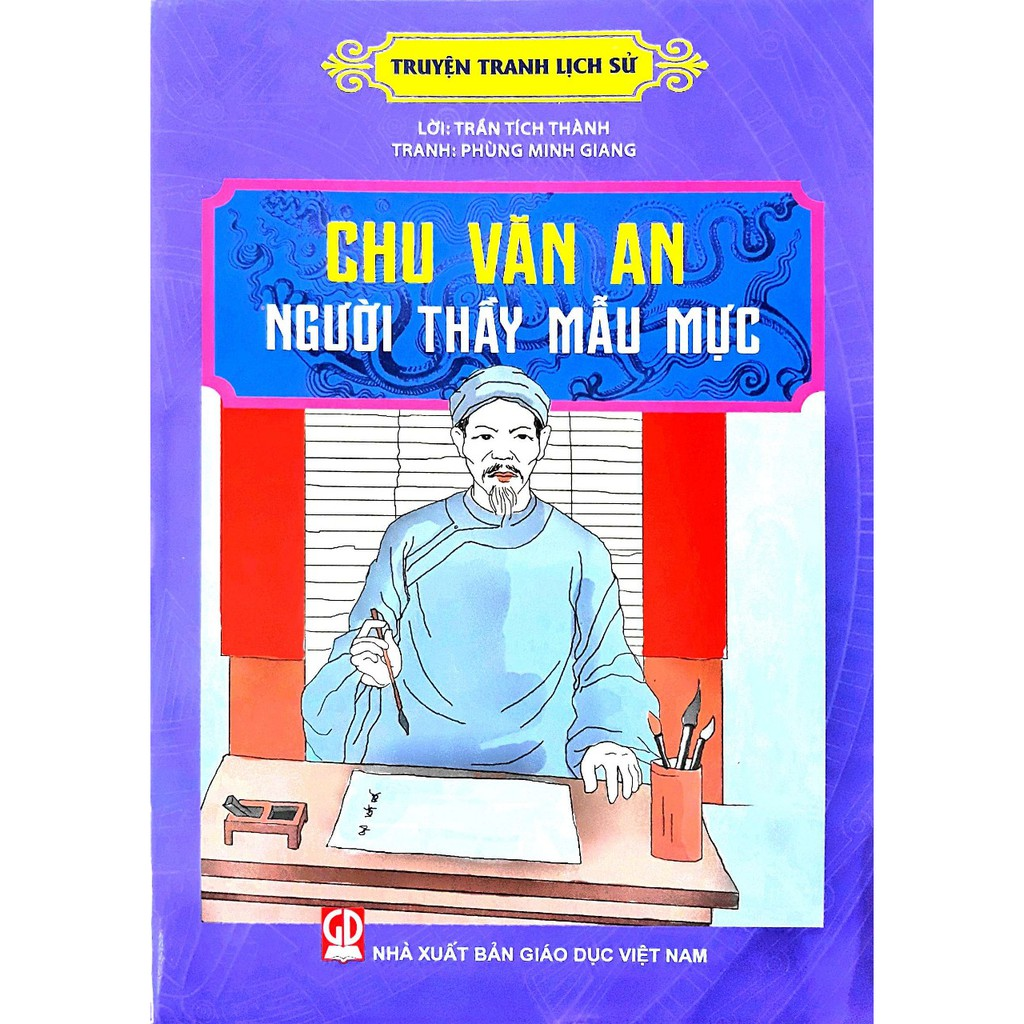 TRUYỆN TRANH LỊCH SỬ
LỜI: TRẦN TÍCH THÀNH
TRANH: PHÙNG MINH GIANG
CHU VĂN AN
NGƯỜI THẦY MẪU MỰC
GD
NHÀ XUẤT BẢN GIÁO DỤC VIỆT NAM